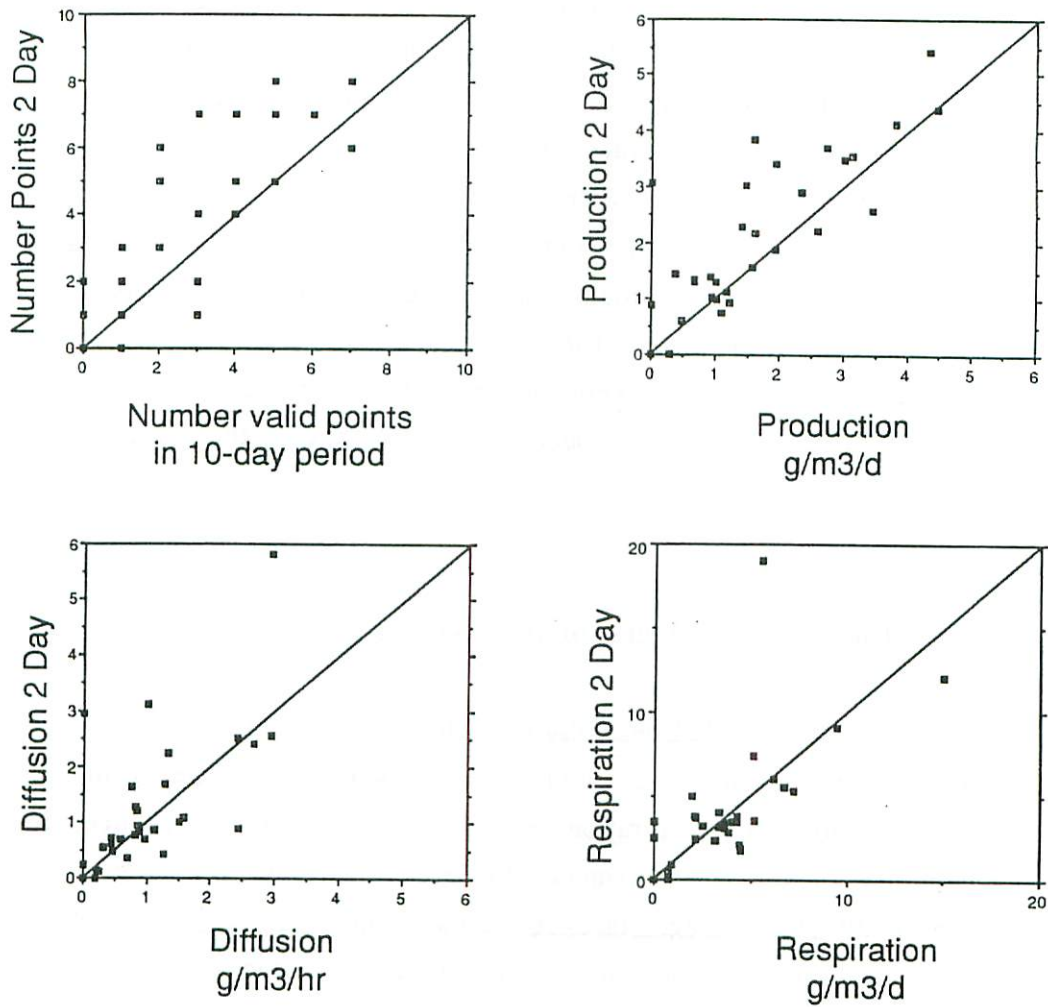 Number Points 2 Day
10
8
6
4
2
0
0 2 4 6 8 10
Number valid points
in 10-day period
Production 2 Day
6
5
4
3
2
1
0
0 1 2 3 4 5 6
Production
g/m3/d
Diffusion 2 Day
6
5
4
3
2
1
0
0 1 2 3 4 5 6
Diffusion
g/m3/hr
Respiration 2 Day
20
10
0
0 10 20
Respiration
g/m3/d